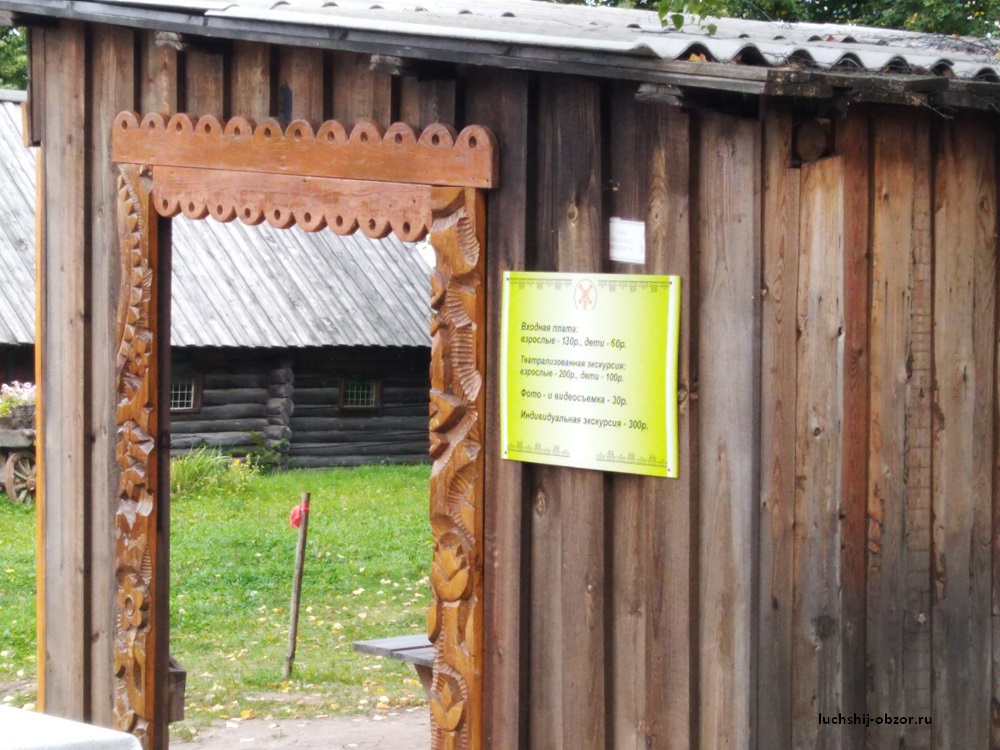 Входная плата:
взрослые - 130р., дети - 60р.
Театрализованная экскурсия:
взрослые - 200р., дети - 100р.
Фото - и видеосъемка - 30р.
Индивидуальная экскурсия - 300р.
luchshij-obzor.ru